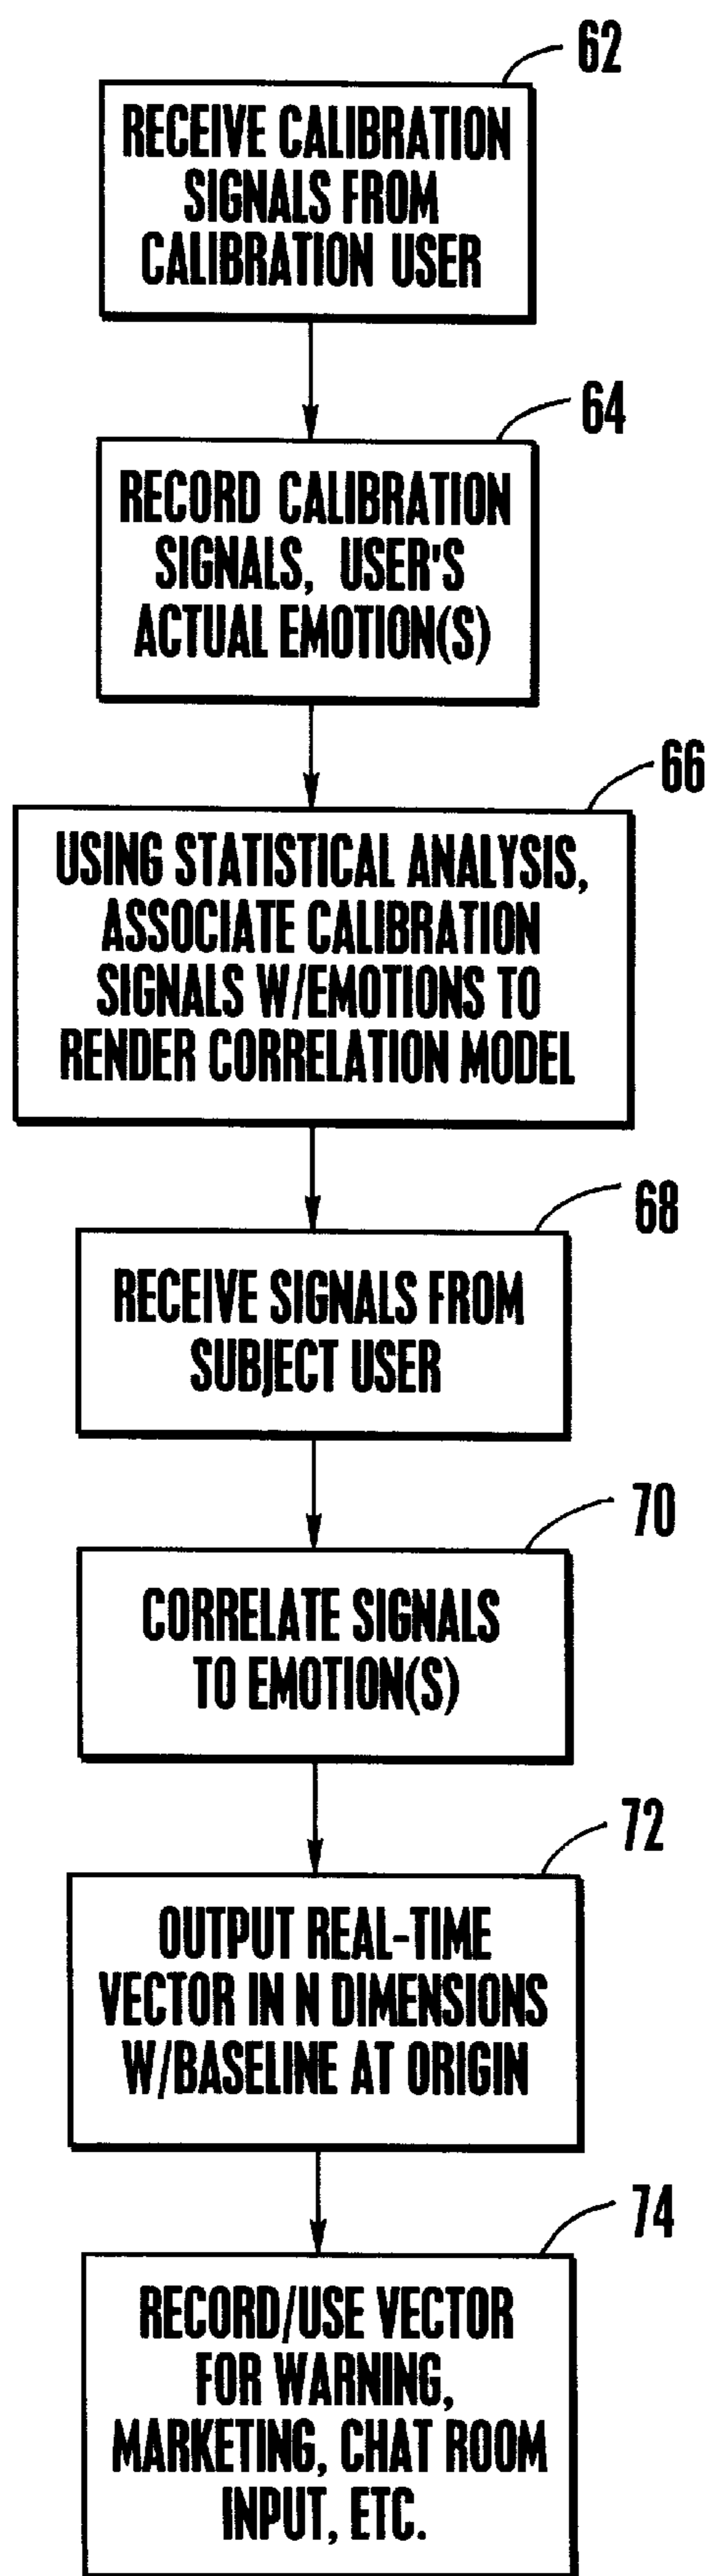 62
RECEIVE CALIBRATION
SIGNALS FROM
CALIBRATION USER
64
RECORD CALIBRATION
SIGNALS, USER'S
ACTUAL EMOTION(S)
66
USING STATISTICAL ANALYSIS,
ASSOCIATE CALIBRATION
SIGNALS W/EMOTIONS TO
RENDER CORRELATION MODEL
68
RECEIVE SIGNALS FROM
SUBJECT USER
70
CORRELATE SIGNALS
TO EMOTION(S)
72
OUTPUT REAL-TIME
VECTOR IN N DIMENSIONS
W/BASELINE AT ORIGIN
74
RECORD/USE VECTOR
FOR WARNING,
MARKETING, CHAT ROOM
INPUT, ETC.